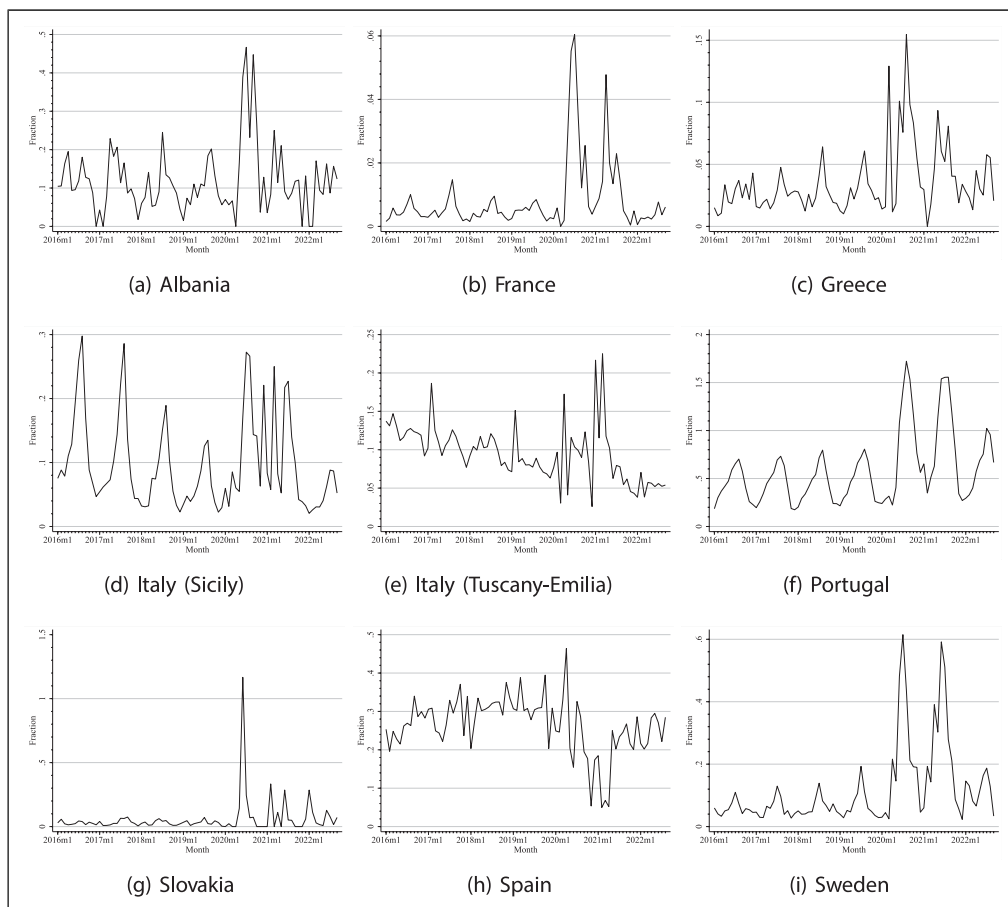 Fraction
0 .1 .2 .3 .4 .5
2016m1 2017m1 2018m1 2019m1 2020m1 2021m1 2022m1
Month
(a) Albania
Fraction
0 .02 .04 .06
2016m1 2017m1 2018m1 2019m1 2020m1 2021m1 2022m1
Month
(b) France
Fraction
0 .05 .1 .15
2016m1 2017m1 2018m1 2019m1 2020m1 2021m1 2022m1
Month
(c) Greece
Fraction
0 .1 .2 .3
2016m1 2017m1 2018m1 2019m1 2020m1 2021m1 2022m1
Month
(d) Italy (Sicily)
Fraction
0 .05 .1 .15 .2 .25
2016m1 2017m1 2018m1 2019m1 2020m1 2021m1 2022m1
Month
(e) Italy (Tuscany-Emilia)
Fraction
0 .5 1 1.5 2
2016m1 2017m1 2018m1 2019m1 2020m1 2021m1 2022m1
Month
(f) Portugal
Fraction
0 .5 1 1.5
2016m1 2017m1 2018m1 2019m1 2020m1 2021m1 2022m1
Month
(g) Slovakia
Fraction
0 .1 .2 .3 .4 .5
2016m1 2017m1 2018m1 2019m1 2020m1 2021m1 2022m1
Month
(h) Spain
Fraction
0 .2 .4 .6
2016m1 2017m1 2018m1 2019m1 2020m1 2021m1 2022m1
Month
(i) Sweden